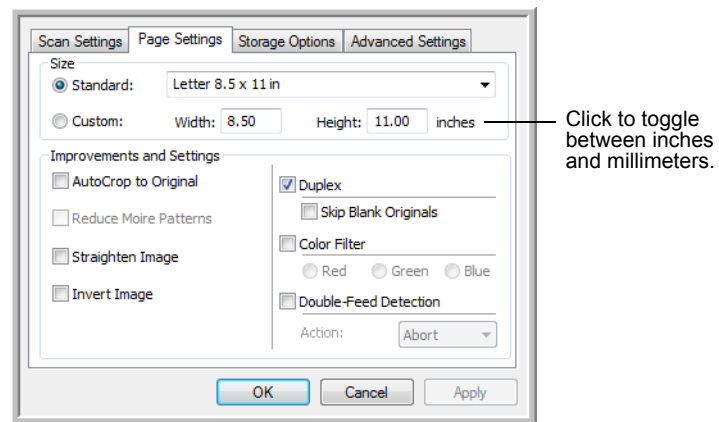 Scan Settings Page Settings Storage Options Advanced Settings
Size
Standard: Letter 8.5 x 11 in
Custom: Width: 8.50 Height: 11.00 inches
Click to toggle
between inches
and millimeters.
Improvements and Settings
AutoCrop to Original
Reduce Moire Patterns
Straighten Image
Invert Image
Duplex
Skip Blank Originals
Color Filter
Red Green Blue
Double-Feed Detection
Action: Abort
OK Cancel Apply